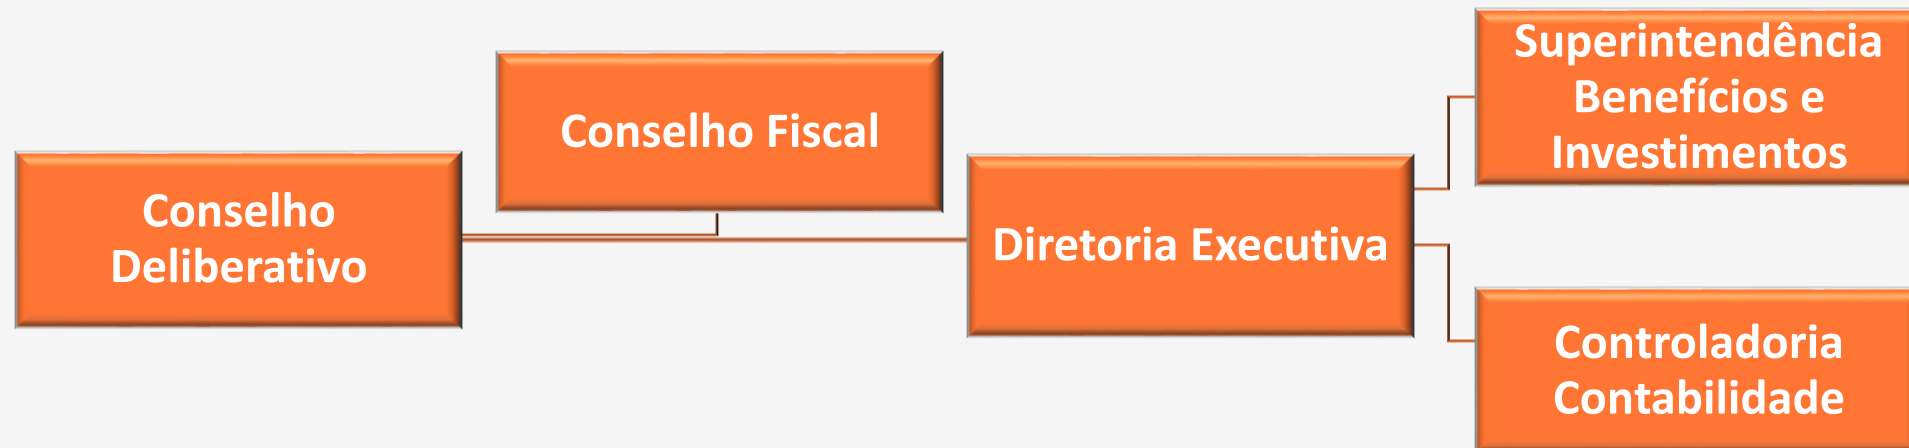 Conselho
Deliberativo
Conselho Fiscal
Diretoria Executiva
Superintendência
Benefícios e
Investimentos
Controladoria
Contabilidade